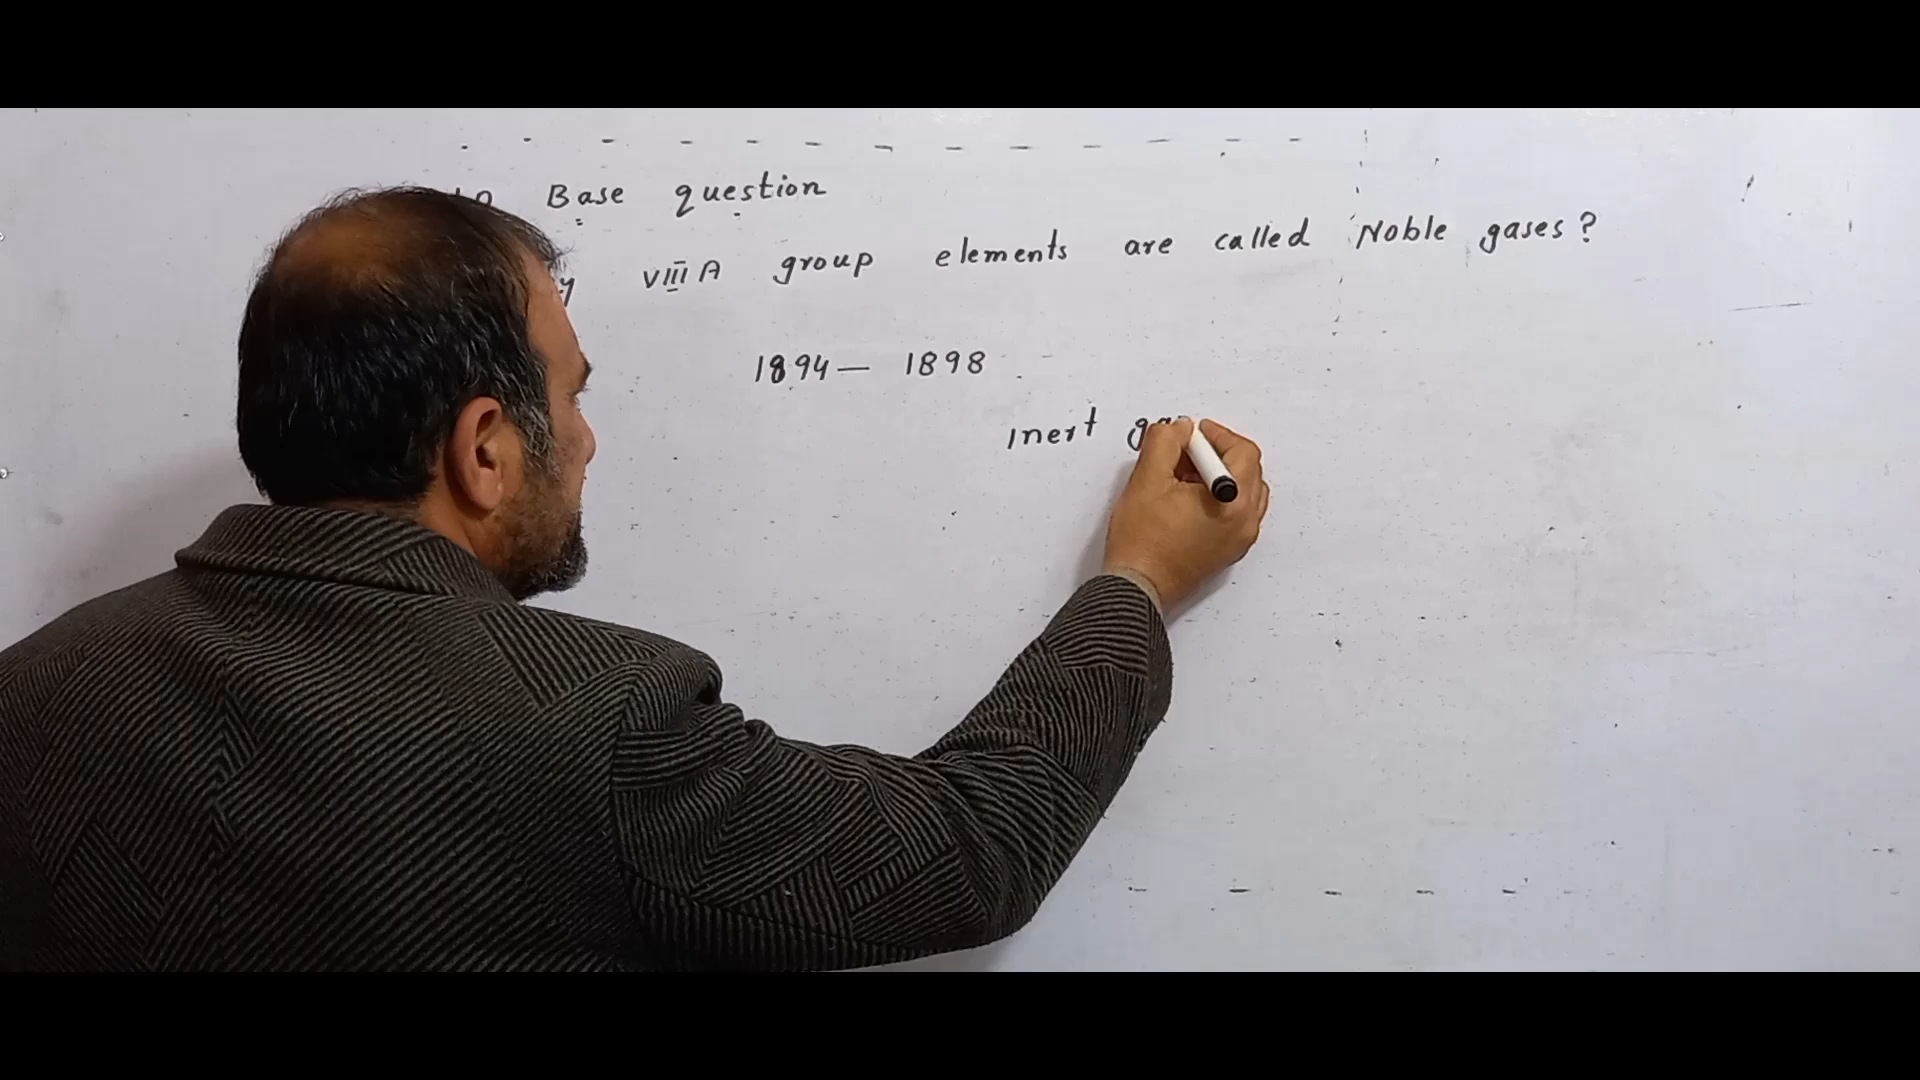 Base question
VIII A group elements are called Noble gases?
1894 — 1898
Inert